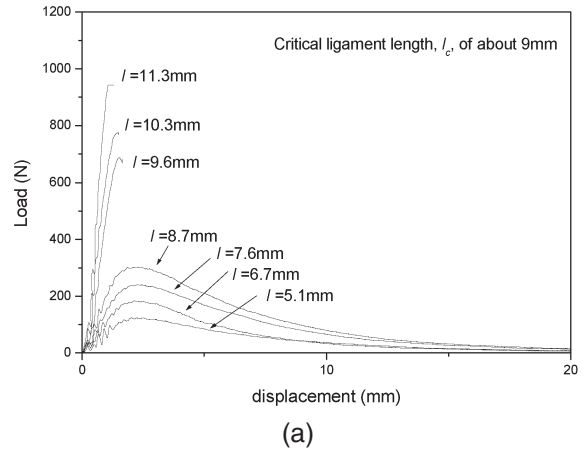 1200
1000
800
600
400
200
0
Load (N)
Critical ligament length, lc, of about 9mm
l =11.3mm
l =10.3mm
l =9.6mm
l =8.7mm
l =7.6mm
l =6.7mm
l =5.1mm
0 10 20
displacement (mm)
(a)